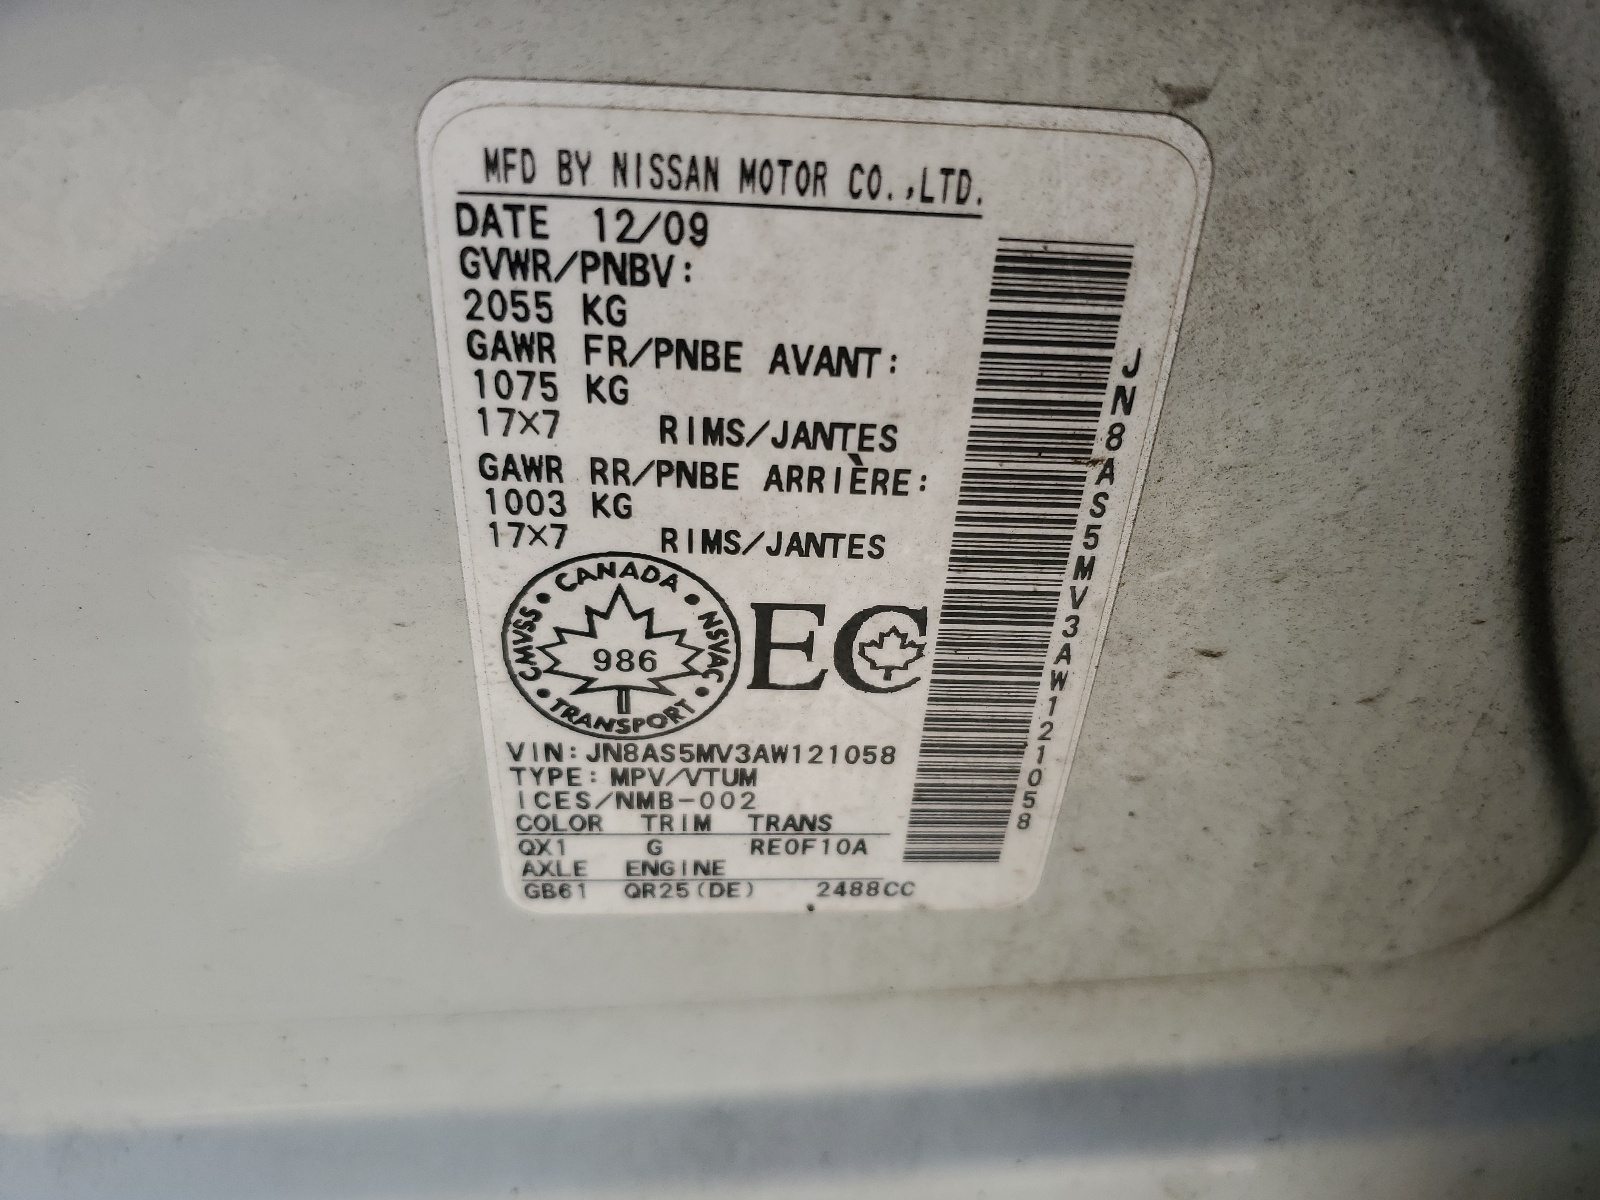 MFD BY NISSAN MOTOR CO.,LTD.
DATE 12/09
GVWR/PNBV:
2055 KG
GAWR FR/PNBE AVANT:
1075 KG
17×7 RIMS/JANTES
GAWR RR/PNBE ARRIÈRE:
1003 KG
17×7 RIMS/JANTES
CANADA
CMVSS
NSVAC
986
TRANSPORT
EC
VIN: JN8AS5MV3AW121058
TYPE: MPV/VTUM
ICES/NMB-002
COLOR TRIM TRANS
QX1 G RE0F10A
AXLE ENGINE
GB61 QR25(DE) 2488CC
JN8AS5MV3AW121058